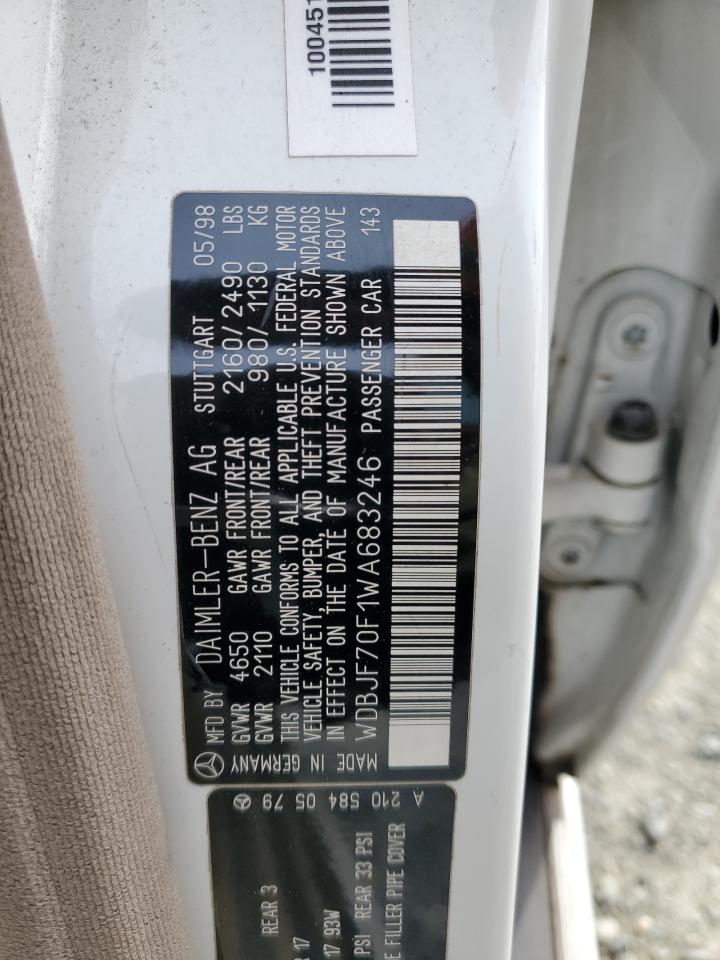 100451
MFD BY DAIMLER-BENZ AG STUTTGART 05/98
GVWR 4650 GAWR FRONT/REAR 2160/2490 LBS
GVWR 2110 GAWR FRONT/REAR 980/1130 KG
MADE IN GERMANY
THIS VEHICLE CONFORMS TO ALL APPLICABLE U.S. FEDERAL MOTOR
VEHICLE SAFETY, BUMPER, AND THEFT PREVENTION STANDARDS
IN EFFECT ON THE DATE OF MANUFACTURE SHOWN ABOVE
WDBJF70F1WA683246 PASSENGER CAR 143
A 210 584 05 79
REAR 3
R 17
17 93W
PSI REAR 33 PSI
E FILLER PIPE COVER